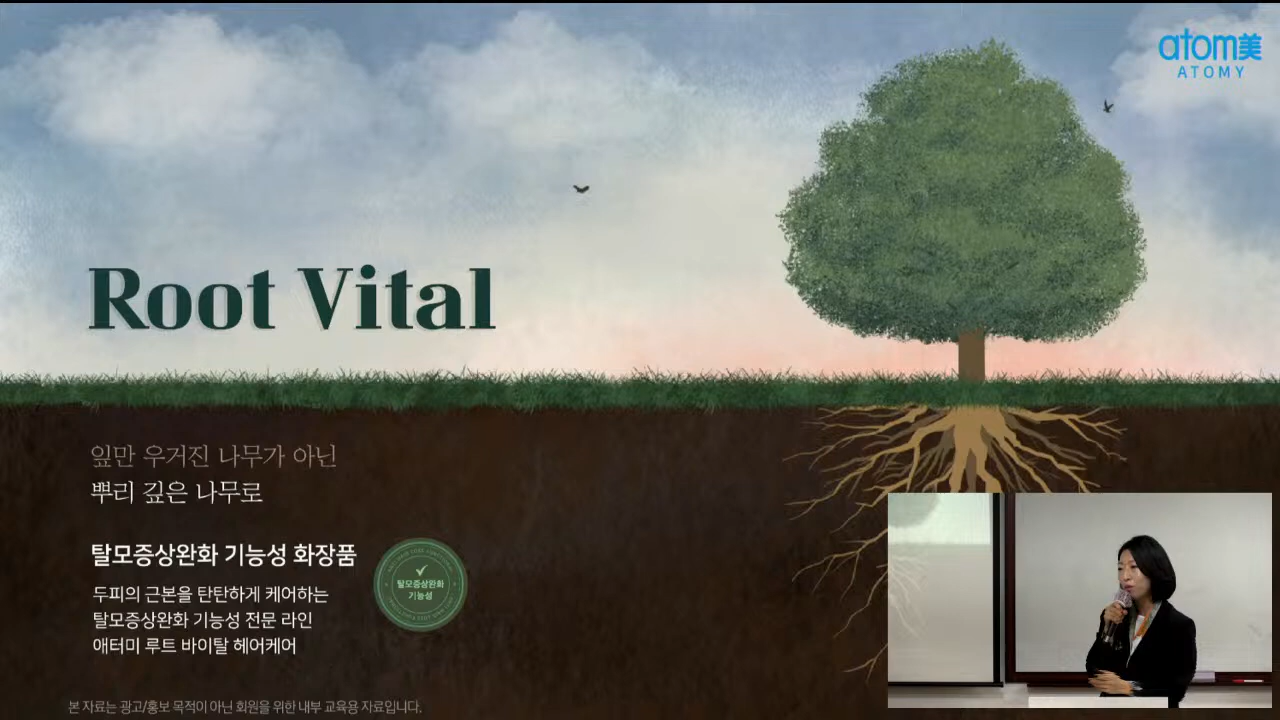 atom美
ATOMY
Root Vital
잎만 우거진 나무가 아닌
뿌리 깊은 나무로
탈모증상완화 기능성 화장품
탈모증상완화
기능성
두피의 근본을 탄탄하게 케어하는
탈모증상완화 기능성 전문 라인
애터미 루트 바이탈 헤어케어
본 자료는 광고/홍보 목적이 아닌 회원을 위한 내부 교육용 자료입니다.